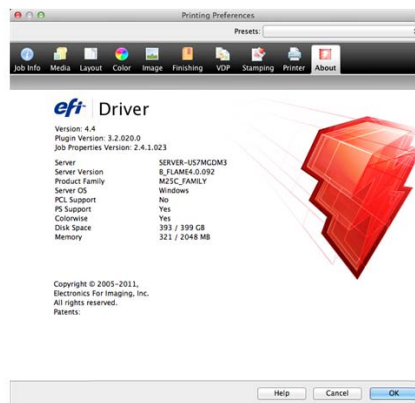 Printing Preferences
Presets:
Job Info Media Layout Color Image Finishing VDP Stamping Printer About
efi Driver
Version: 4.4
Plugin Version: 3.2.020.0
Job Properties Version: 2.4.1.023
Server SERVER-US7MGDM3
Server Version B_FLAME4.0.092
Product Family M25C_FAMILY
Server OS Windows
PCL Support No
PS Support Yes
Colorwise Yes
Disk Space 393 / 399 GB
Memory 321 / 2048 MB
Copyright © 2005-2011,
Electronics For Imaging, Inc.
All rights reserved.
Patents:
Help Cancel OK